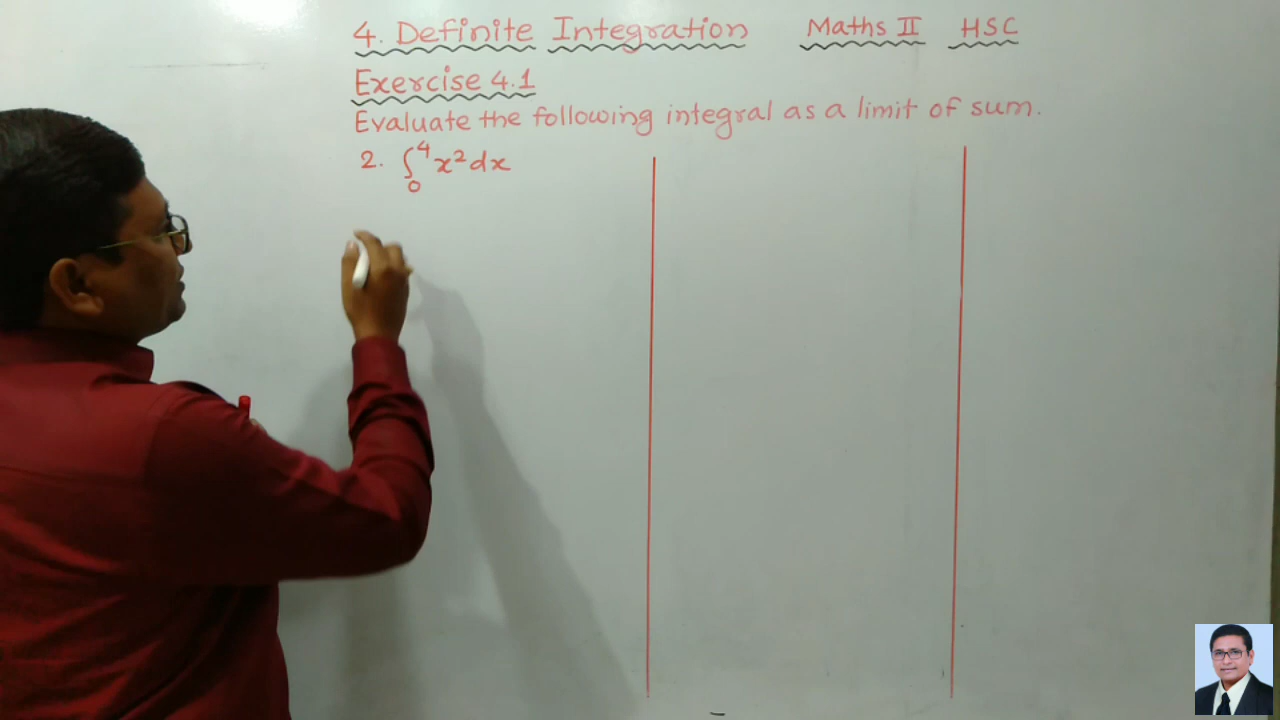 4. Definite Integration Maths II HSC
Exercise 4.1
Evaluate the following integral as a limit of sum.
2. ∫₀⁴ x² dx